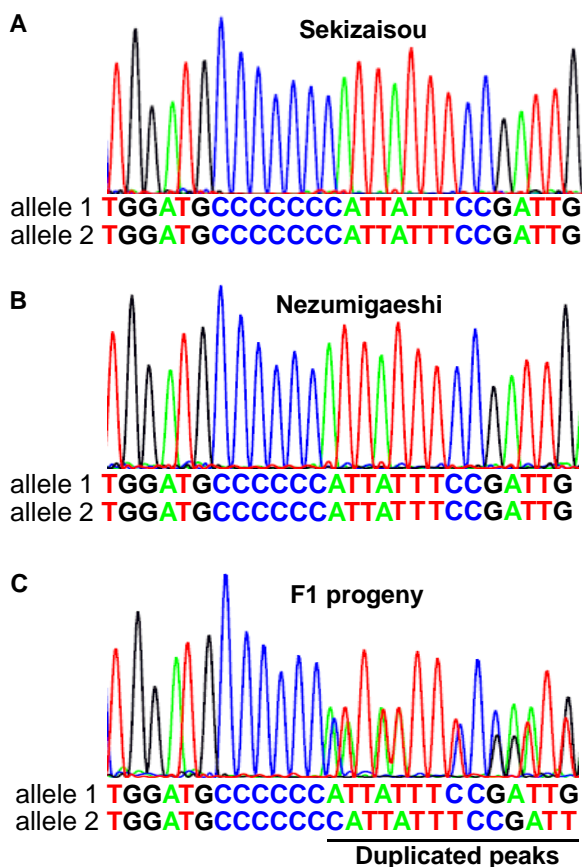 A
Sekizaisou
allele 1 TGGATGCCCCCCCATTATTTCCGATTG
allele 2 TGGATGCCCCCCCATTATTTCCGATTG
B
Nezumigaeshi
allele 1 TGGATGCCCCCCATTATTTCCGATTG
allele 2 TGGATGCCCCCCATTATTTCCGATTG
C
F1 progeny
allele 1 TGGATGCCCCCCATTATTTCCGATTG
allele 2 TGGATGCCCCCCCATTATTTCCGATT
Duplicated peaks